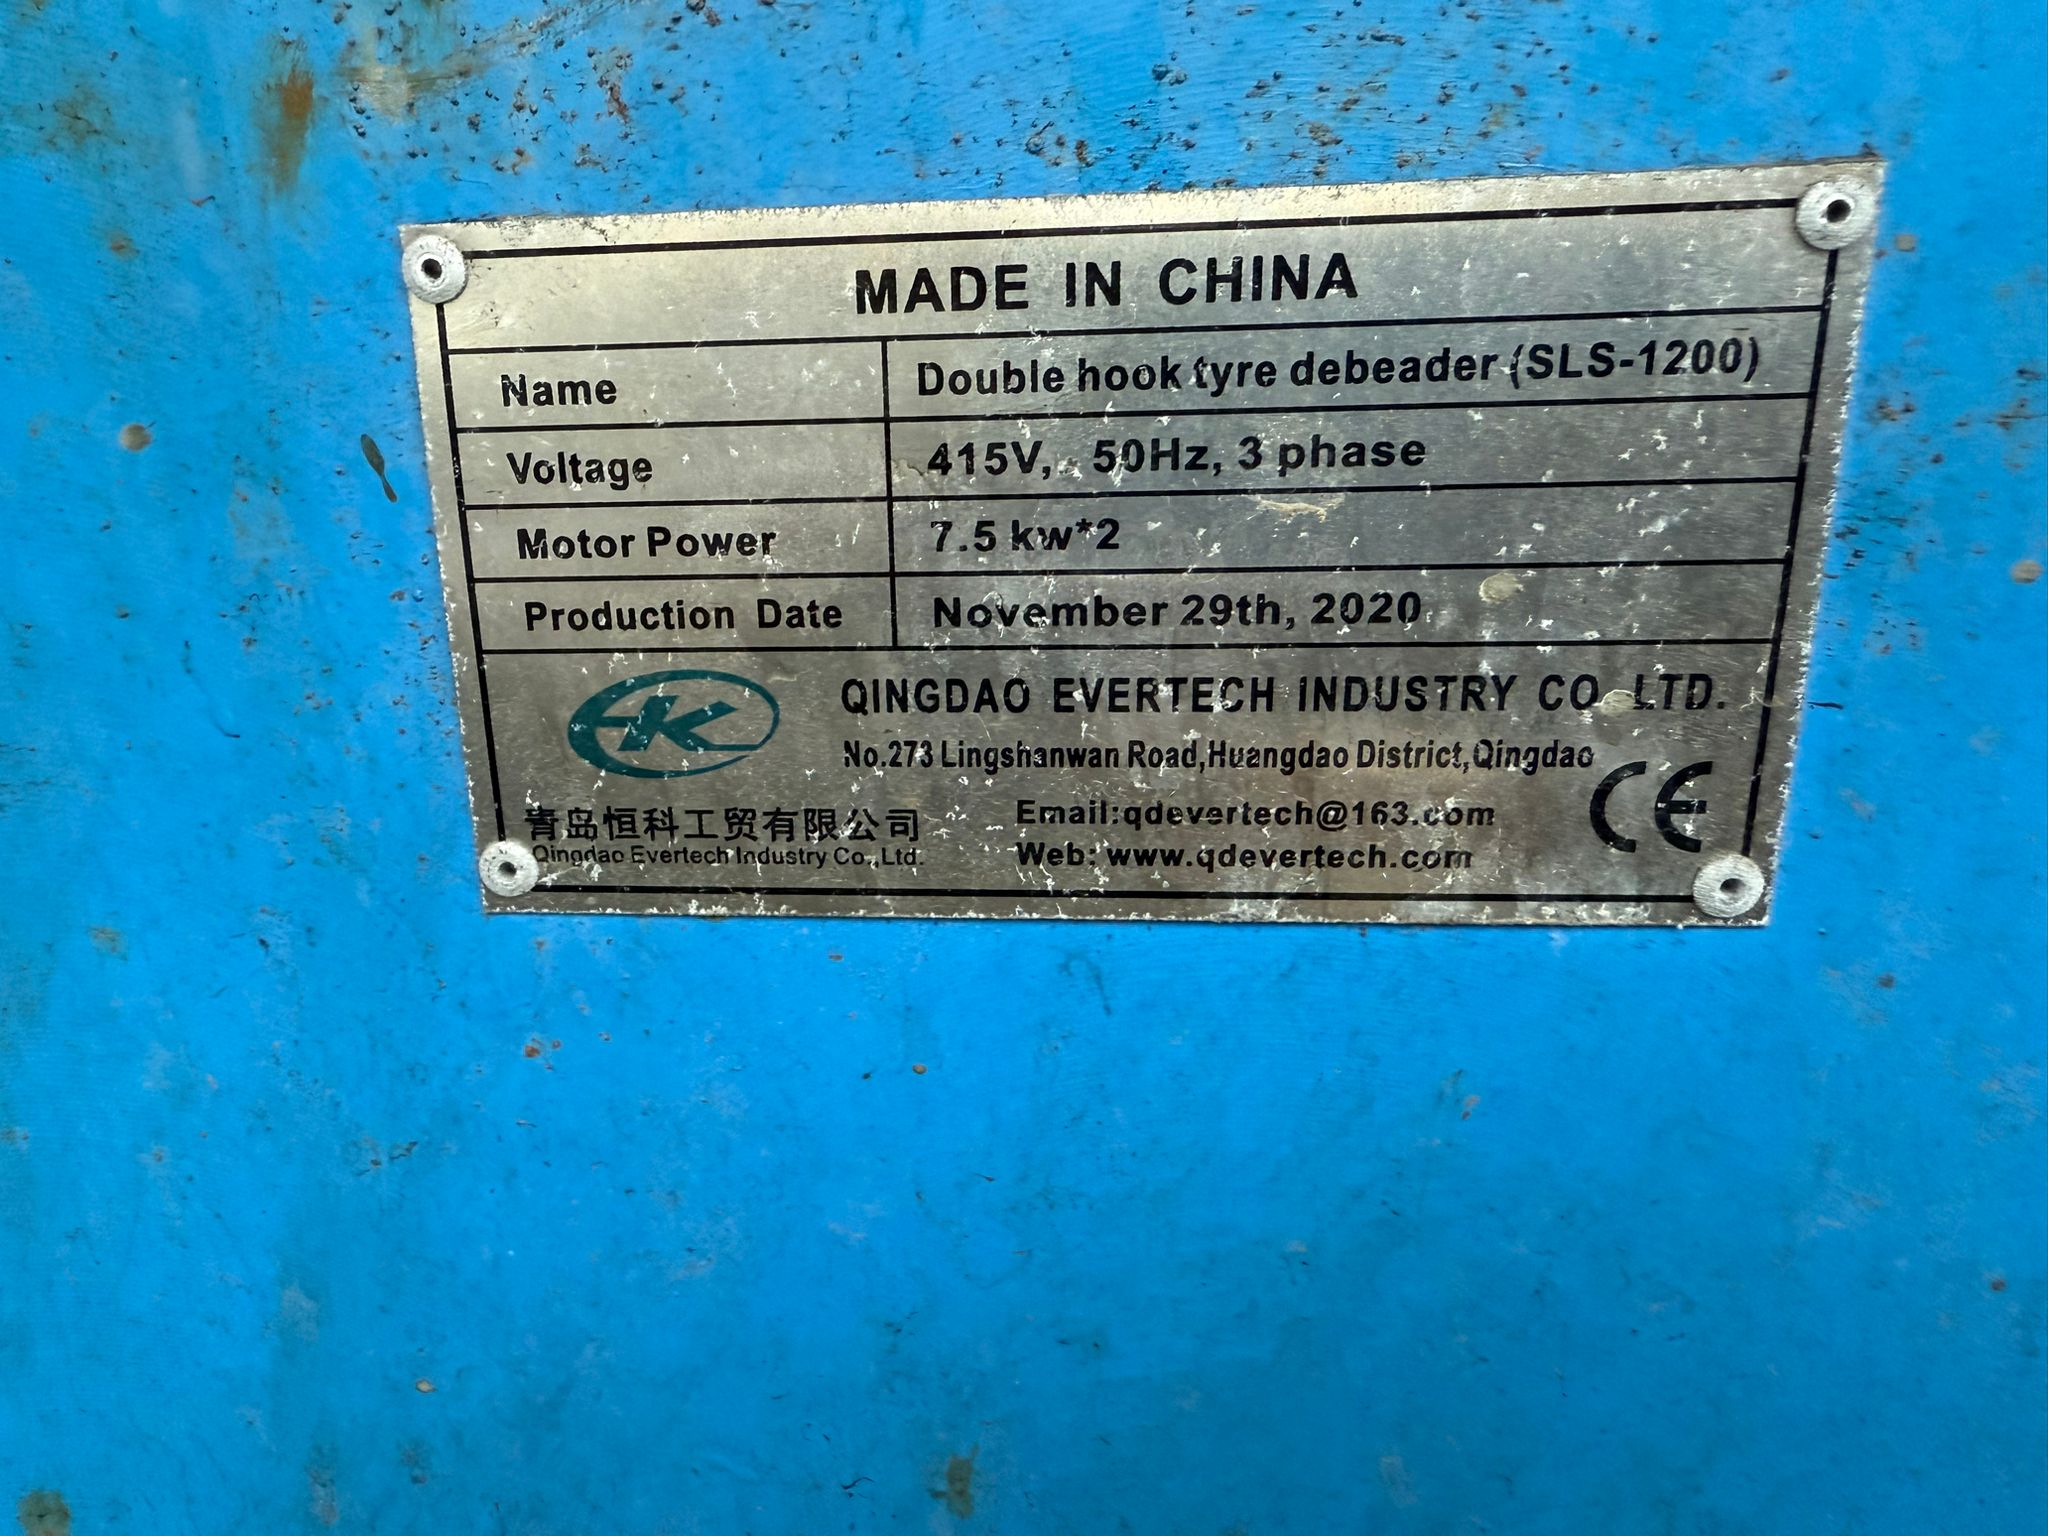 MADE IN CHINA
Name Double hook tyre debeader (SLS-1200)
Voltage 415V, 50Hz, 3 phase
Motor Power 7.5 kw*2
Production Date November 29th, 2020
QINGDAO EVERTECH INDUSTRY CO LTD.
No.273 Lingshanwan Road,Huangdao District,Qingdao
青岛恒科工贸有限公司
Qingdao Evertech Industry Co.,Ltd.
Email:qdevertech@163.com
Web: www.qdevertech.com
CE